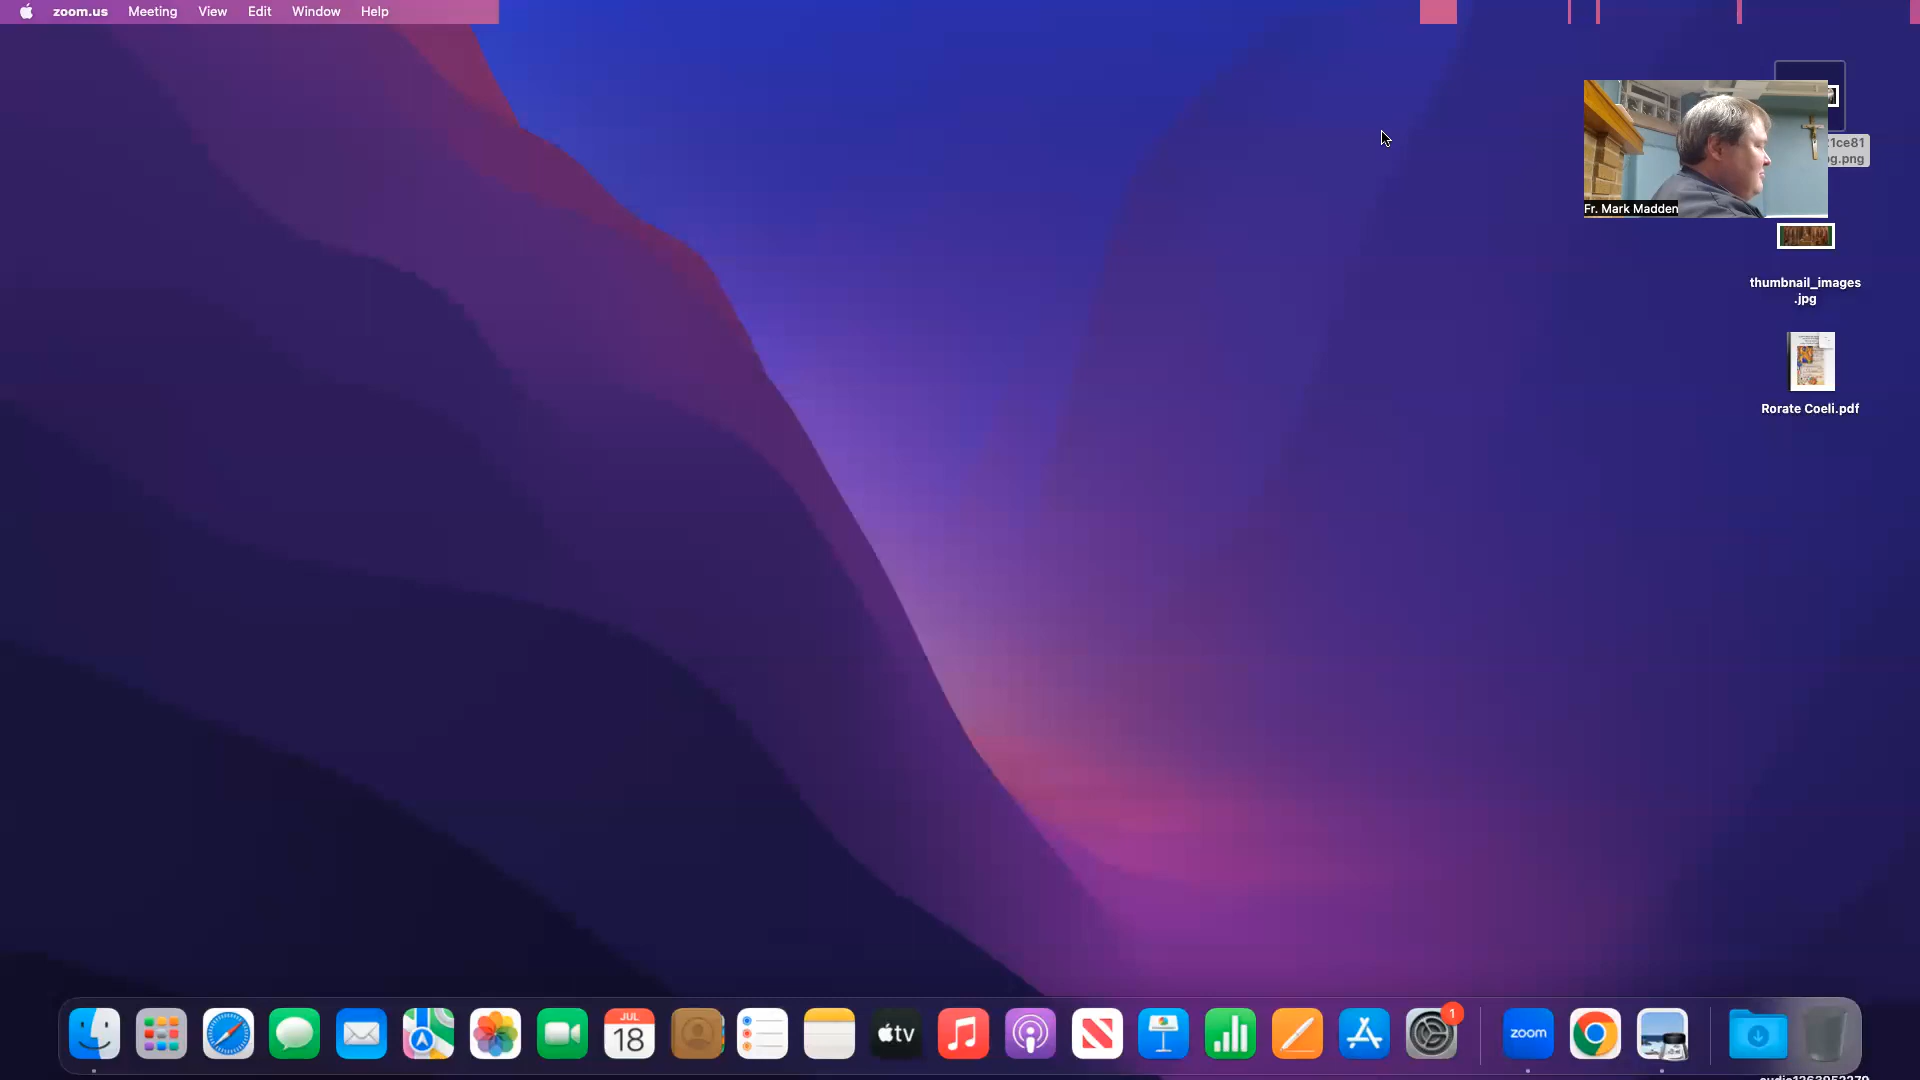 zoom.us Meeting View Edit Window Help
1ce81
g.png
Fr. Mark Madden
thumbnail_images
.jpg
Rorate Coeli.pdf
JUL
18
tv
1
zoom